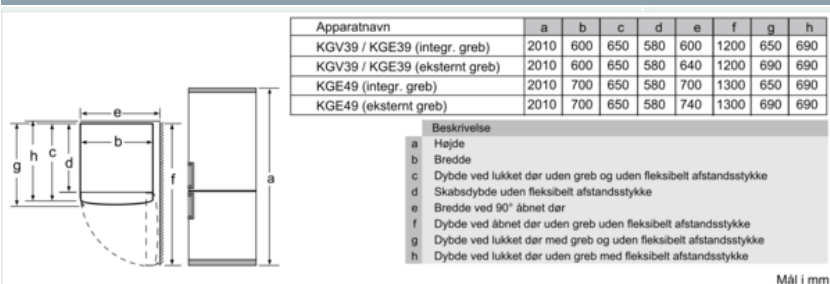 Apparatnavn a b c d e f g h
KGV39 / KGE39 (integr. greb) 2010 600 650 580 600 1200 650 690
KGV39 / KGE39 (eksternt greb) 2010 600 650 580 640 1200 690 690
KGE49 (integr. greb) 2010 700 650 580 700 1300 650 690
KGE49 (eksternt greb) 2010 700 650 580 740 1300 690 690
e
b
g h c d f a
Beskrivelse
a Højde
b Bredde
c Dybde ved lukket dør uden greb og uden fleksibelt afstandsstykke
d Skabsdybde uden fleksibelt afstandsstykke
e Bredde ved 90° åbnet dør
f Dybde ved åbnet dør uden greb uden fleksibelt afstandsstykke
g Dybde ved lukket dør med greb og uden fleksibelt afstandsstykke
h Dybde ved lukket dør uden greb med fleksibelt afstandsstykke
Mål i mm